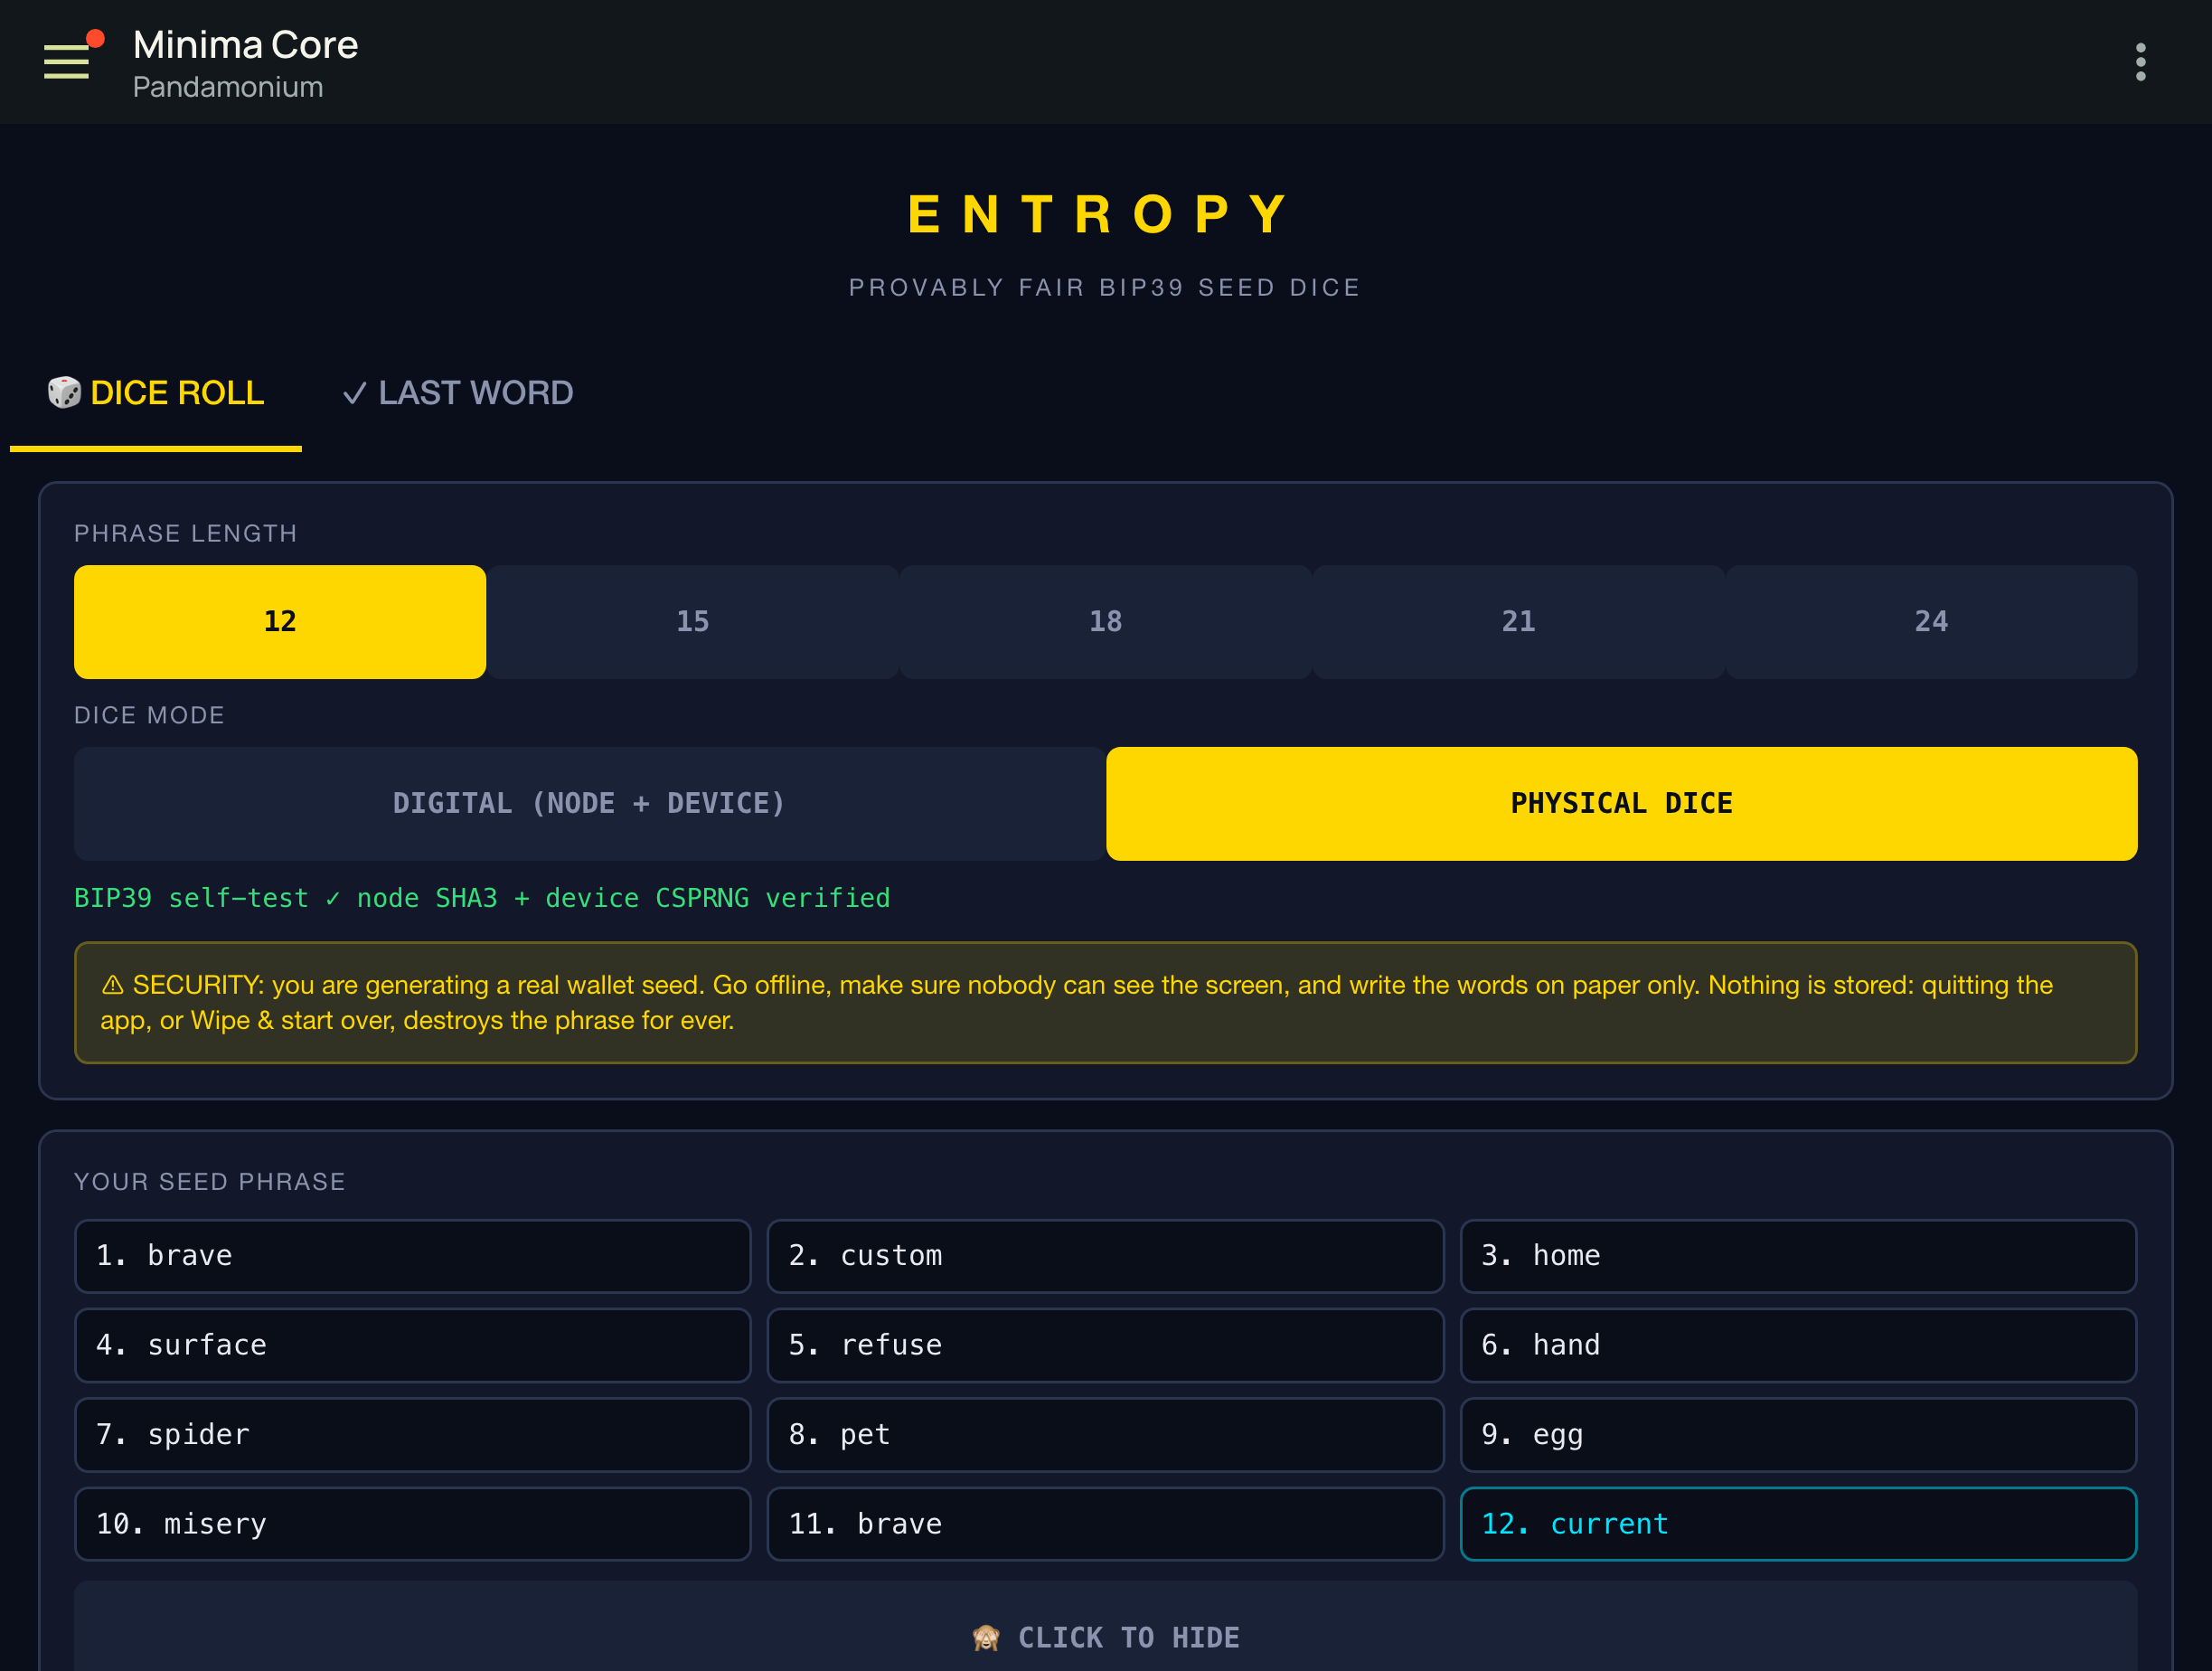 Minima Core
Pandamonium
ENTROPY
PROVABLY FAIR BIP39 SEED DICE
DICE ROLL
✓ LAST WORD
PHRASE LENGTH
12 15 18 21 24
DICE MODE
DIGITAL (NODE + DEVICE) PHYSICAL DICE
BIP39 self-test ✓ node SHA3 + device CSPRNG verified
⚠ SECURITY: you are generating a real wallet seed. Go offline, make sure nobody can see the screen, and write the words on paper only. Nothing is stored: quitting the
app, or Wipe & start over, destroys the phrase for ever.
YOUR SEED PHRASE
1. brave 2. custom 3. home
4. surface 5. refuse 6. hand
7. spider 8. pet 9. egg
10. misery 11. brave 12. current
🙈 CLICK TO HIDE